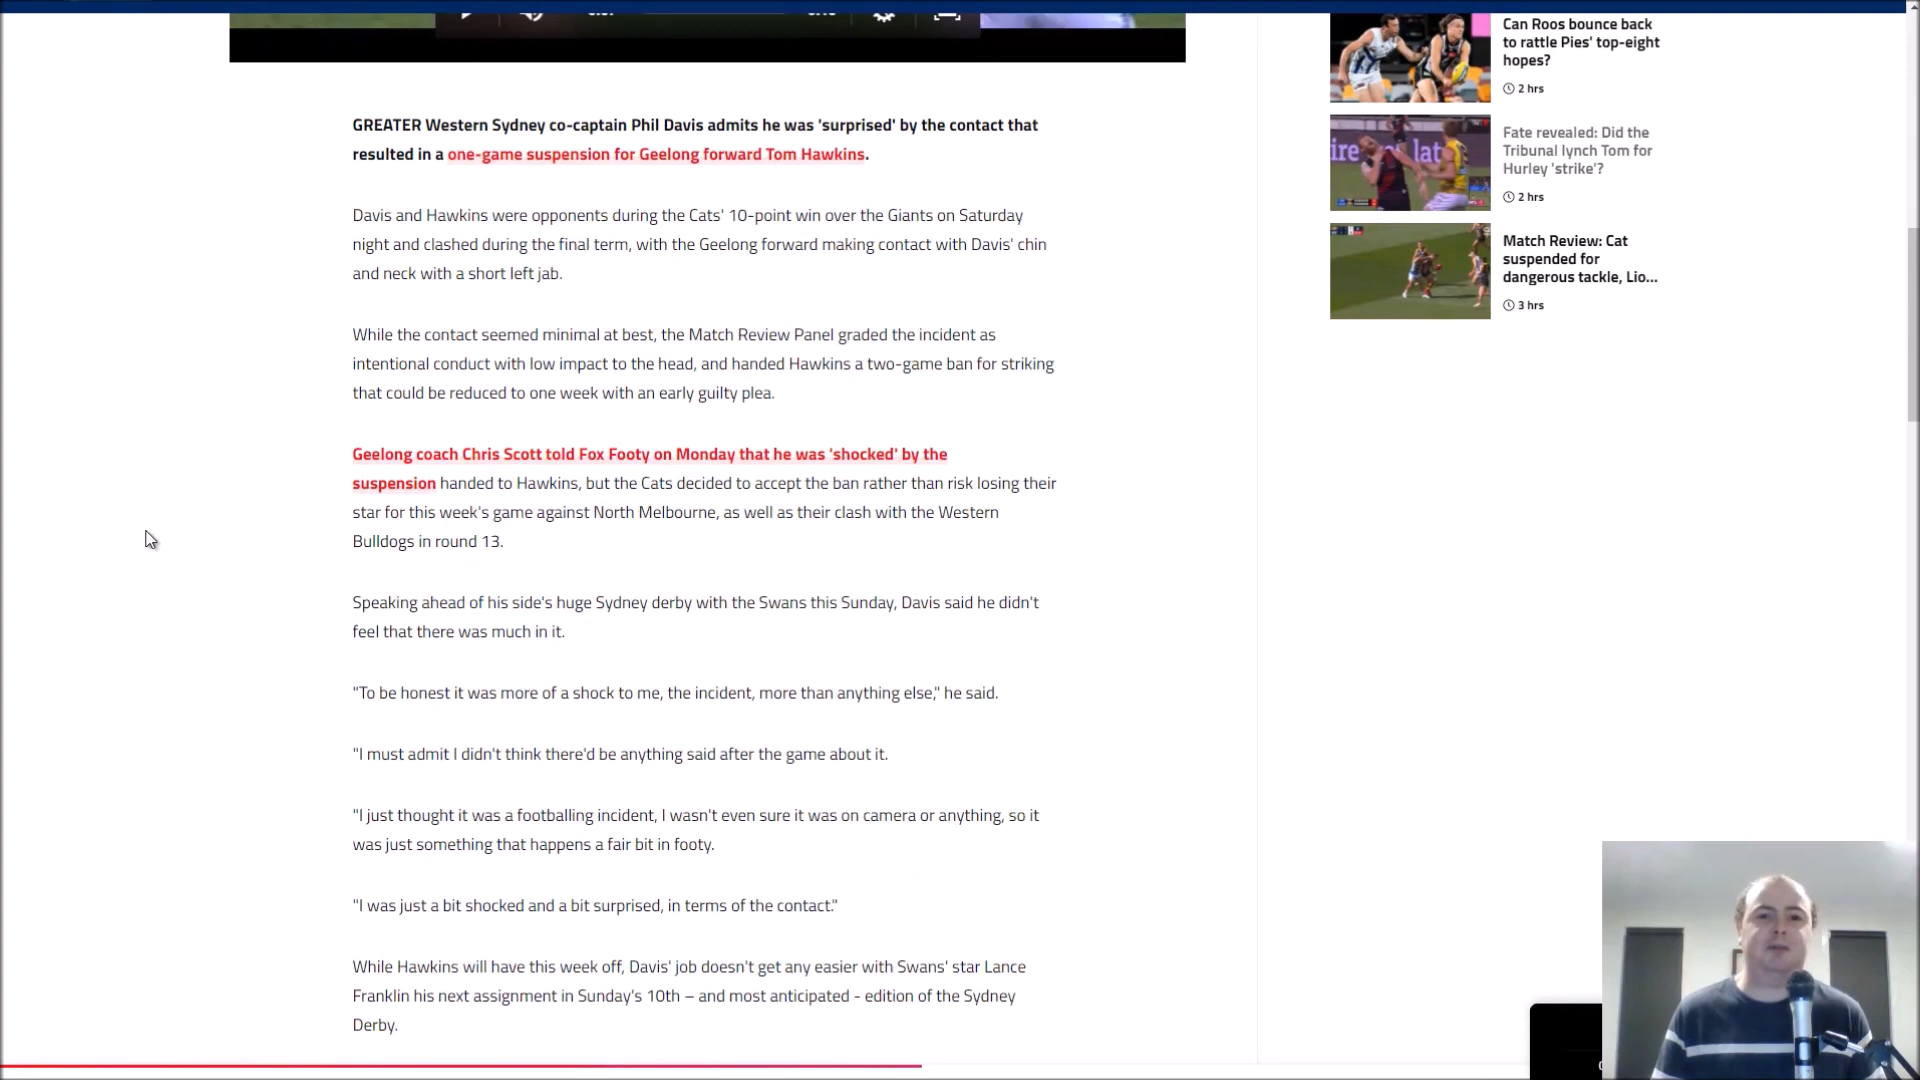 GREATER Western Sydney co-captain Phil Davis admits he was 'surprised' by the contact that
resulted in a one-game suspension for Geelong forward Tom Hawkins.
Davis and Hawkins were opponents during the Cats' 10-point win over the Giants on Saturday
night and clashed during the final term, with the Geelong forward making contact with Davis' chin
and neck with a short left jab.
While the contact seemed minimal at best, the Match Review Panel graded the incident as
intentional conduct with low impact to the head, and handed Hawkins a two-game ban for striking
that could be reduced to one week with an early guilty plea.
Geelong coach Chris Scott told Fox Footy on Monday that he was 'shocked' by the
suspension handed to Hawkins, but the Cats decided to accept the ban rather than risk losing their
star for this week's game against North Melbourne, as well as their clash with the Western
Bulldogs in round 13.
Speaking ahead of his side's huge Sydney derby with the Swans this Sunday, Davis said he didn't
feel that there was much in it.
"To be honest it was more of a shock to me, the incident, more than anything else," he said.
"I must admit I didn't think there'd be anything said after the game about it.
"I just thought it was a footballing incident, I wasn't even sure it was on camera or anything, so it
was just something that happens a fair bit in footy.
"I was just a bit shocked and a bit surprised, in terms of the contact."
While Hawkins will have this week off, Davis' job doesn't get any easier with Swans' star Lance
Franklin his next assignment in Sunday's 10th – and most anticipated - edition of the Sydney
Derby.
Can Roos bounce back
to rattle Pies' top-eight
hopes?
2 hrs
Fate revealed: Did the
Tribunal lynch Tom for
Hurley 'strike'?
2 hrs
Match Review: Cat
suspended for
dangerous tackle, Lio...
3 hrs